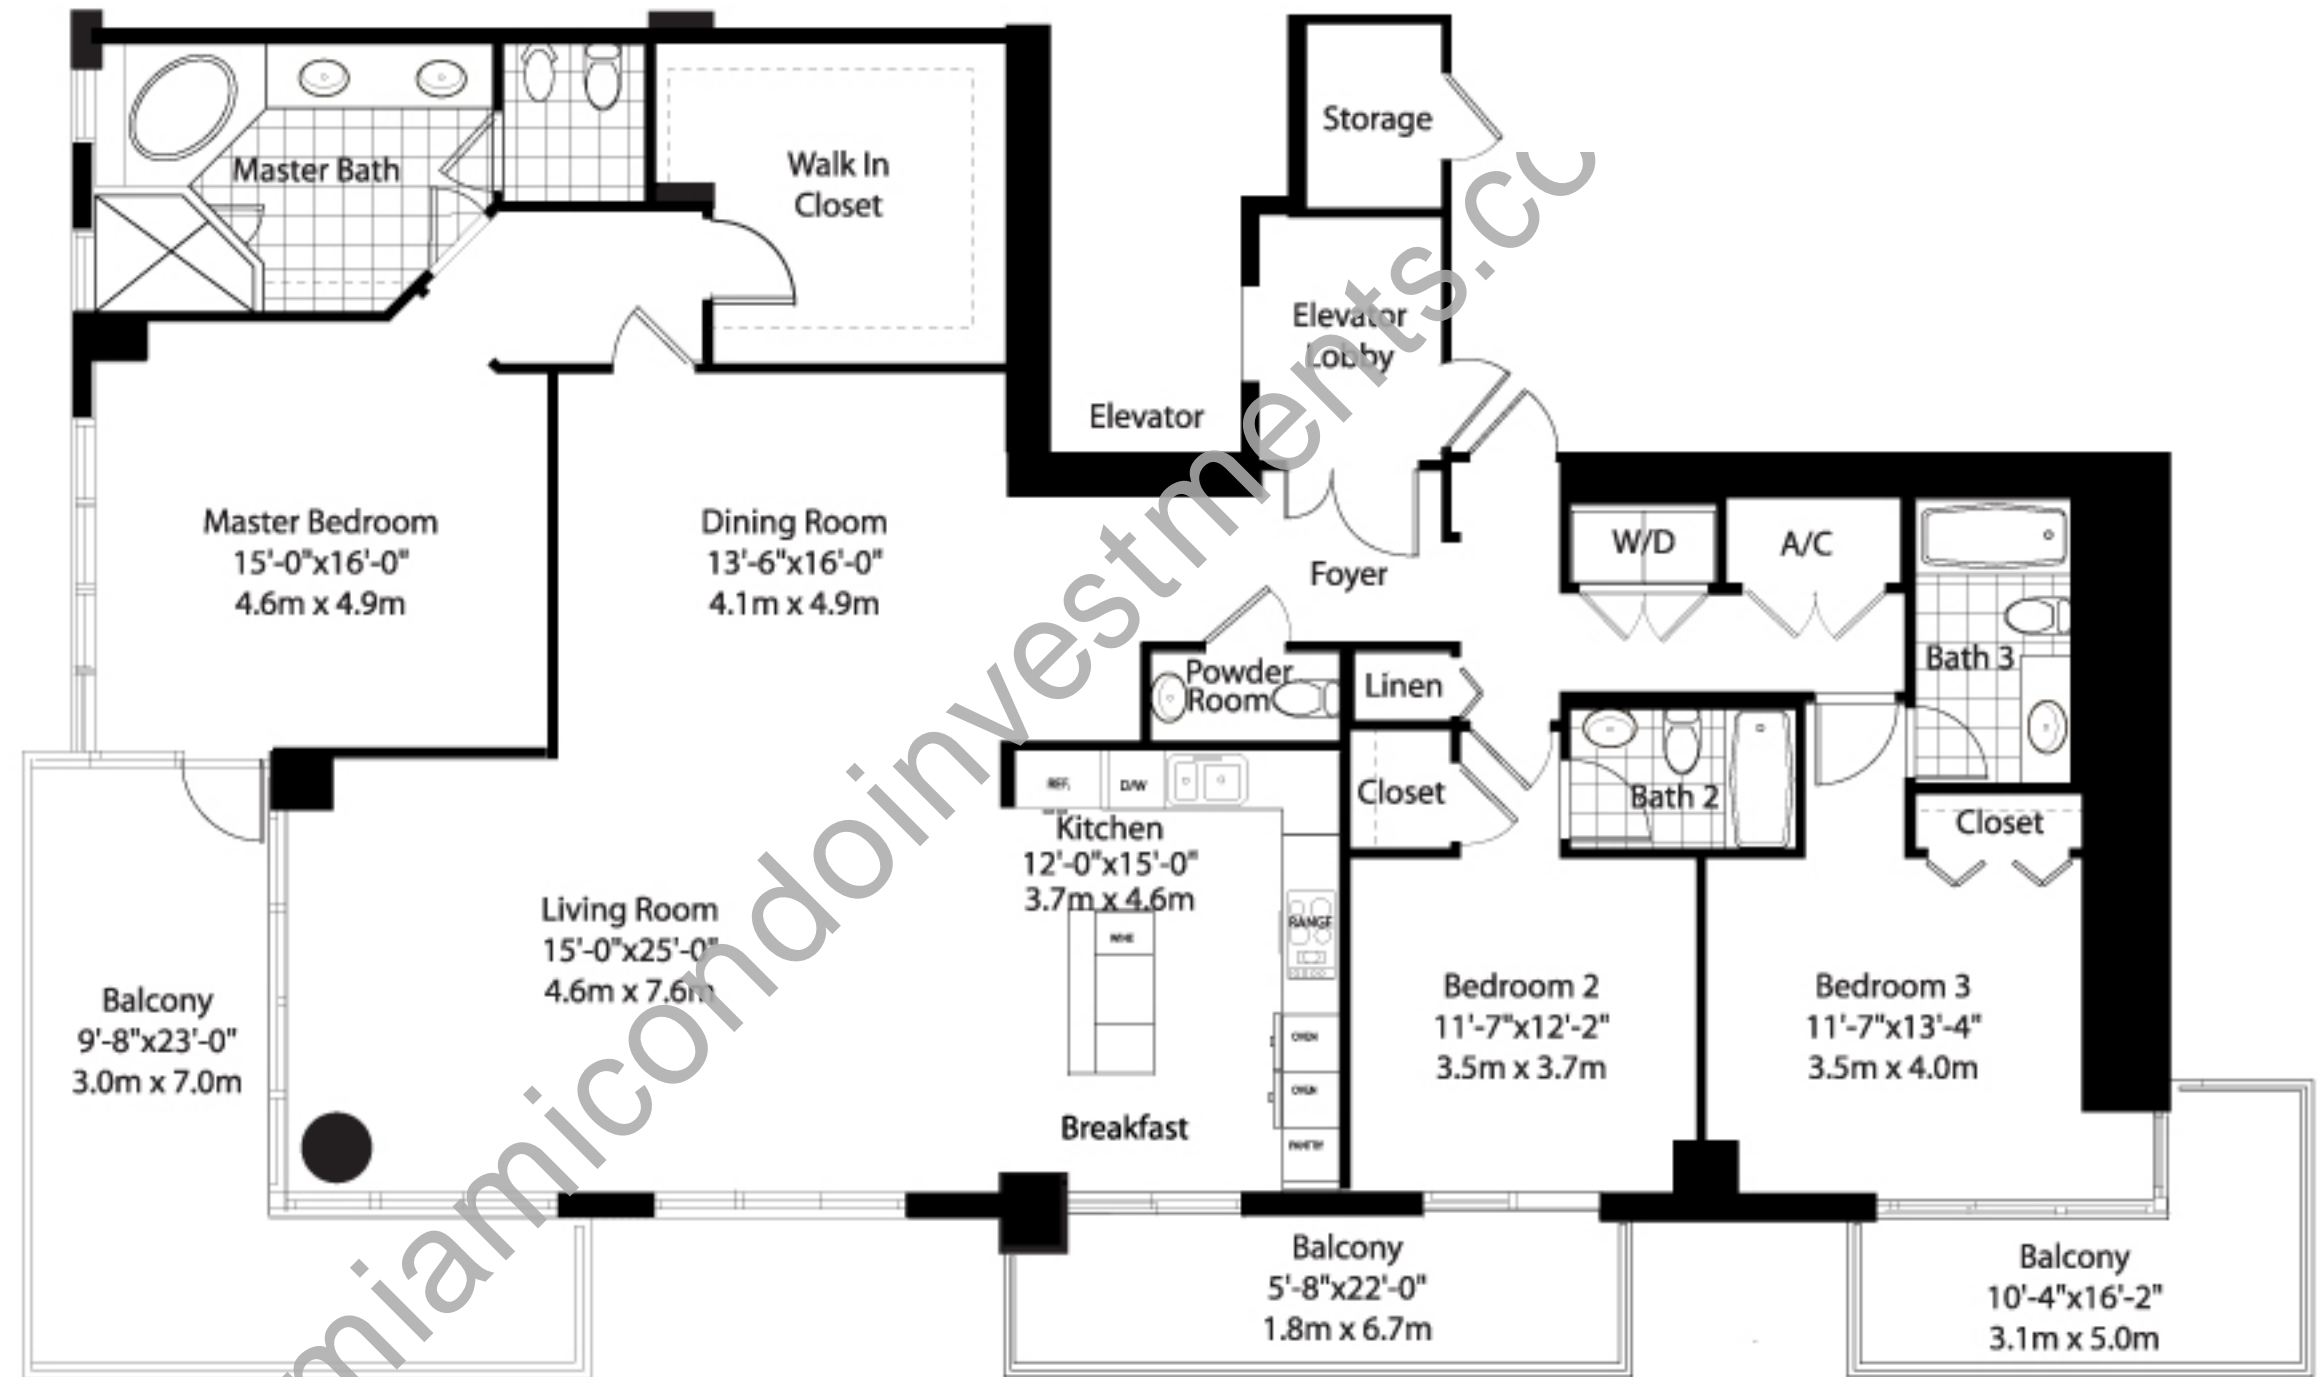 Storage
Master Bath
Walk In
Closet
Elevator
Lobby
Elevator
Master Bedroom
15'-0"x16'-0"
4.6m x 4.9m
Dining Room
13'-6"x16'-0"
4.1m x 4.9m
Foyer
W/D
A/C
Bath 3
Powder
Room
Linen
Closet
Bath 2
Closet
REF.
D/W
Kitchen
12'-0"x15'-0"
3.7m x 4.6m
WINE
RANGE
OVEN
OVEN
PANTRY
Breakfast
Living Room
15'-0"x25'-0"
4.6m x 7.6m
Balcony
9'-8"x23'-0"
3.0m x 7.0m
Bedroom 2
11'-7"x12'-2"
3.5m x 3.7m
Bedroom 3
11'-7"x13'-4"
3.5m x 4.0m
Balcony
5'-8"x22'-0"
1.8m x 6.7m
Balcony
10'-4"x16'-2"
3.1m x 5.0m
miamicondoinvestments.co